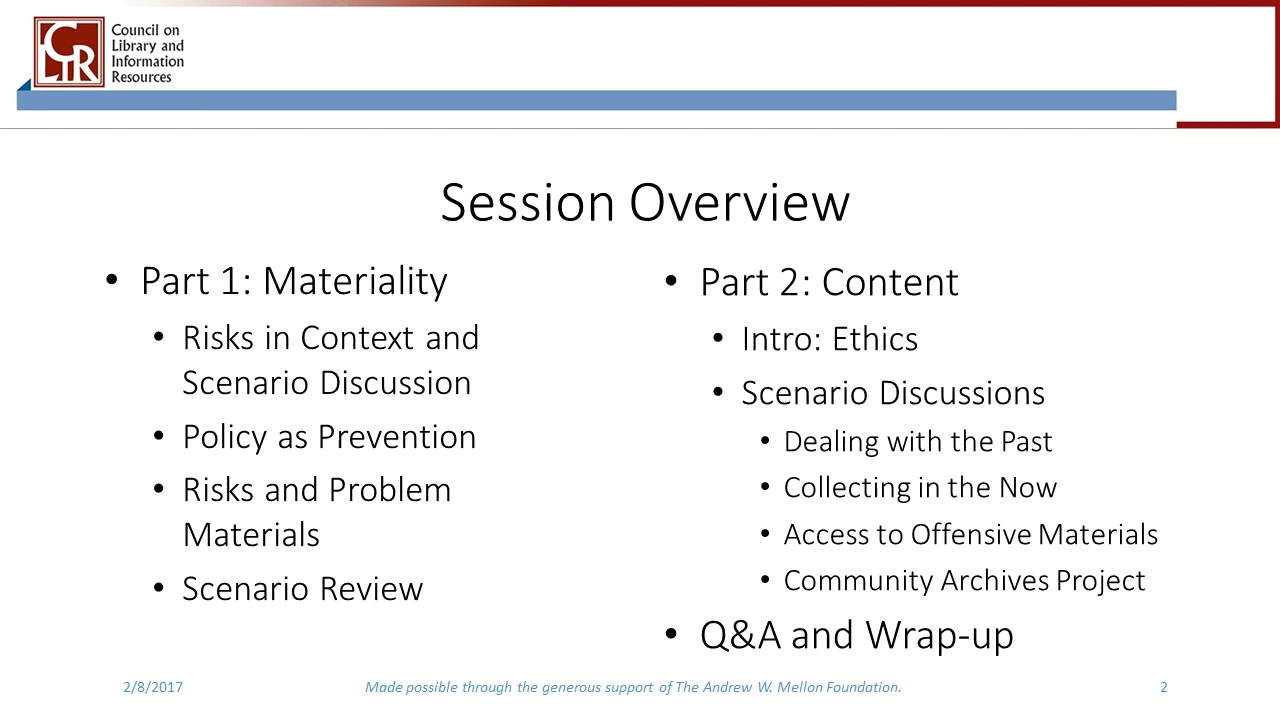 CLIR
Council on
Library and
Information
Resources
Session Overview
• Part 1: Materiality
• Risks in Context and
Scenario Discussion
• Policy as Prevention
• Risks and Problem
Materials
• Scenario Review
• Part 2: Content
• Intro: Ethics
• Scenario Discussions
• Dealing with the Past
• Collecting in the Now
• Access to Offensive Materials
• Community Archives Project
• Q&A and Wrap-up
2/8/2017
Made possible through the generous support of The Andrew W. Mellon Foundation.
2